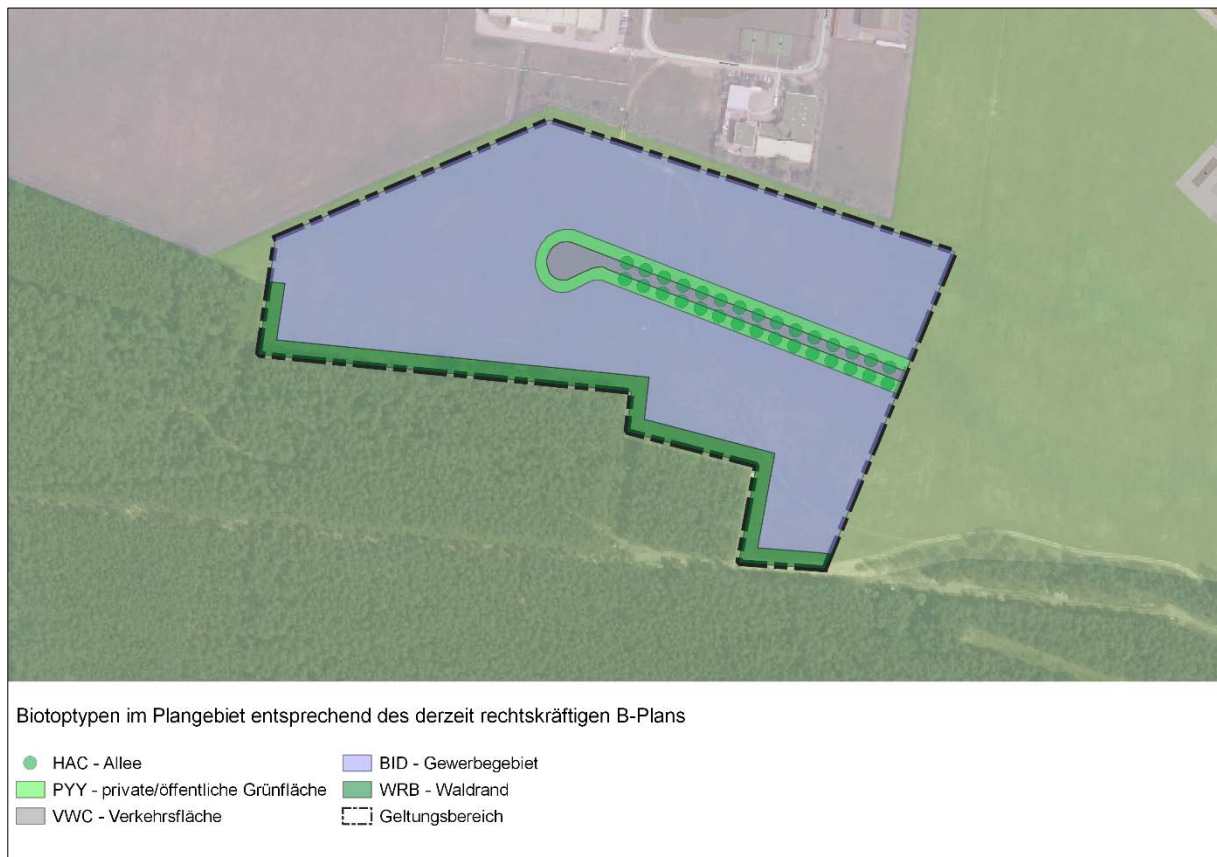 Biotoptypen im Plangebiet entsprechend des derzeit rechtskräftigen B-Plans
HAC - Allee
BID - Gewerbegebiet
PYY - private/öffentliche Grünfläche
WRB - Waldrand
VWC - Verkehrsfläche
Geltungsbereich